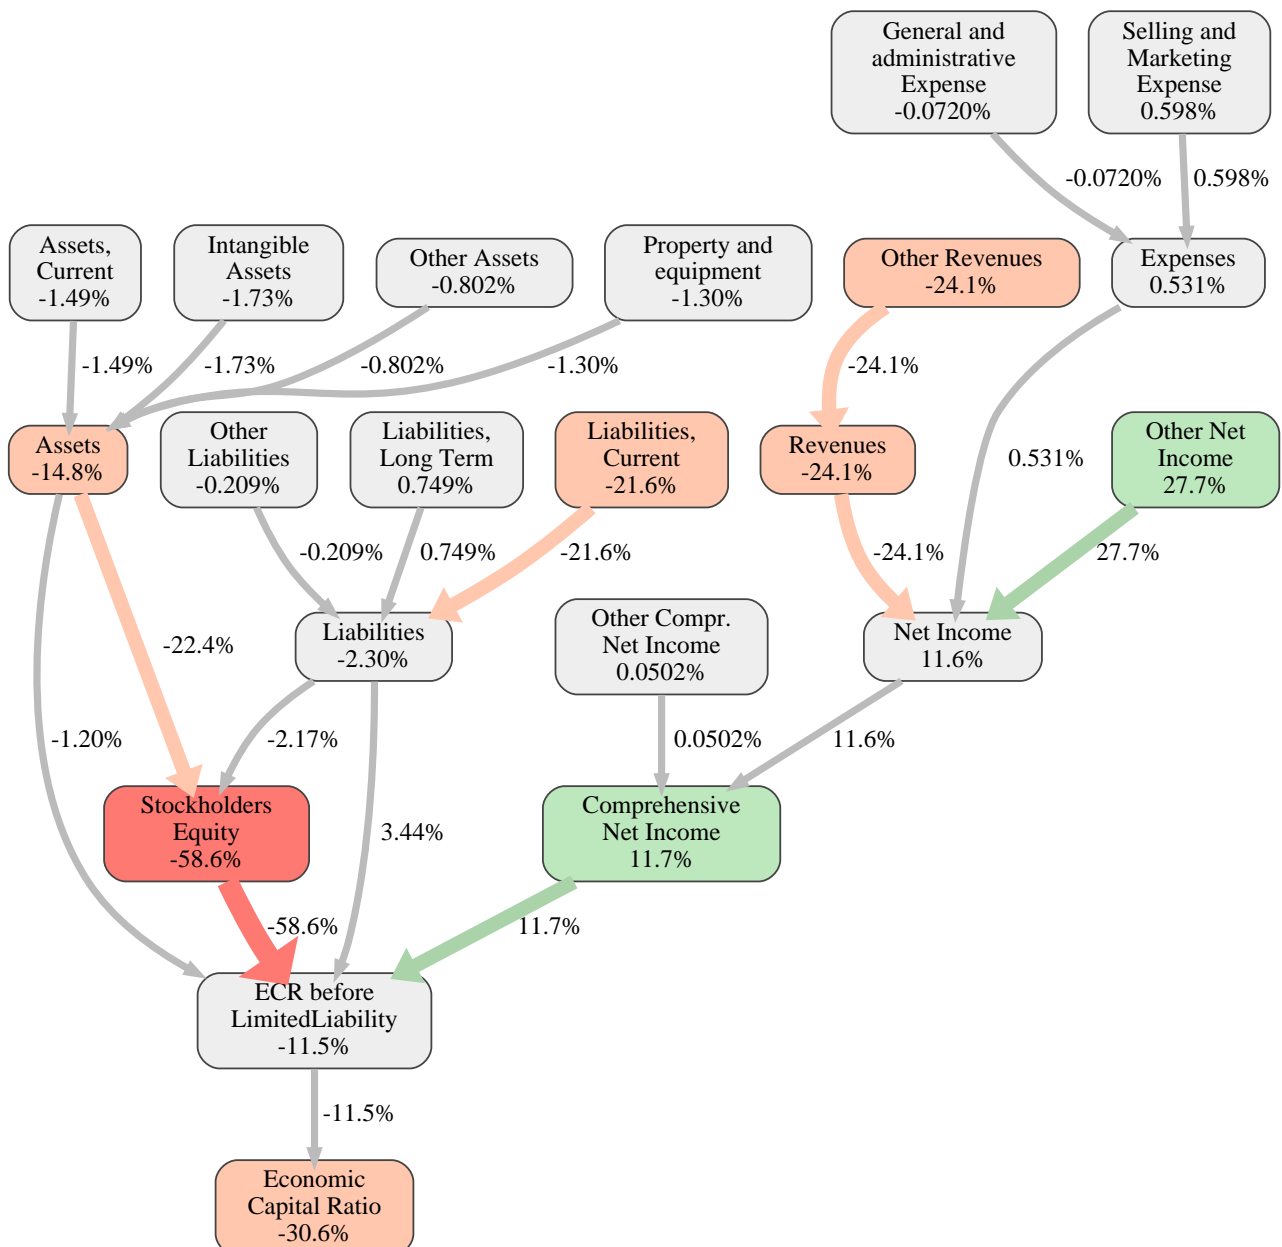 General and
administrative
Expense
-0.0720%
Selling and
Marketing
Expense
0.598%
-0.0720%
0.598%
Assets,
Current
-1.49%
Intangible
Assets
-1.73%
Other Assets
-0.802%
Property and
equipment
-1.30%
Other Revenues
-24.1%
Expenses
0.531%
-1.49%
-1.73%
-0.802%
-1.30%
-24.1%
Assets
-14.8%
Other
Liabilities
-0.209%
Liabilities,
Long Term
0.749%
Liabilities,
Current
-21.6%
Revenues
-24.1%
0.531%
Other Net
Income
27.7%
-0.209%
0.749%
-21.6%
-24.1%
27.7%
-22.4%
Liabilities
-2.30%
Other Compr.
Net Income
0.0502%
Net Income
11.6%
-1.20%
-2.17%
0.0502%
11.6%
Stockholders
Equity
-58.6%
3.44%
Comprehensive
Net Income
11.7%
-58.6%
11.7%
ECR before
LimitedLiability
-11.5%
-11.5%
Economic
Capital Ratio
-30.6%